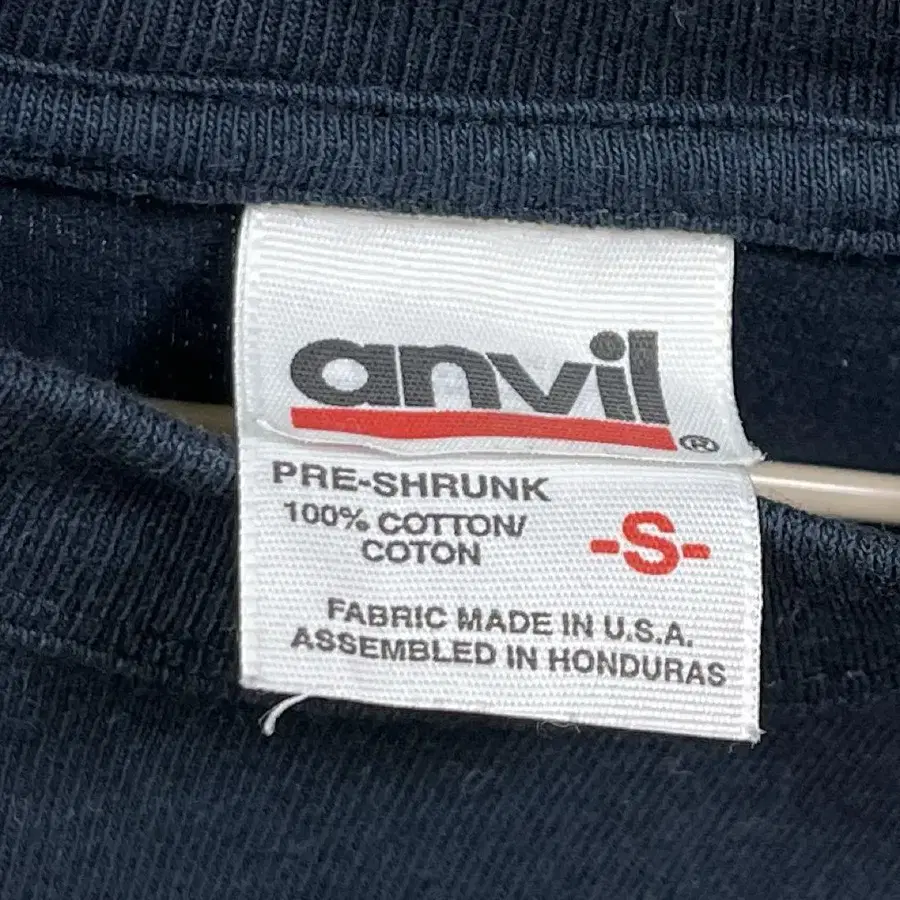 anvil®
PRE-SHRUNK
100% COTTON/
COTON
-S-
FABRIC MADE IN U.S.A.
ASSEMBLED IN HONDURAS